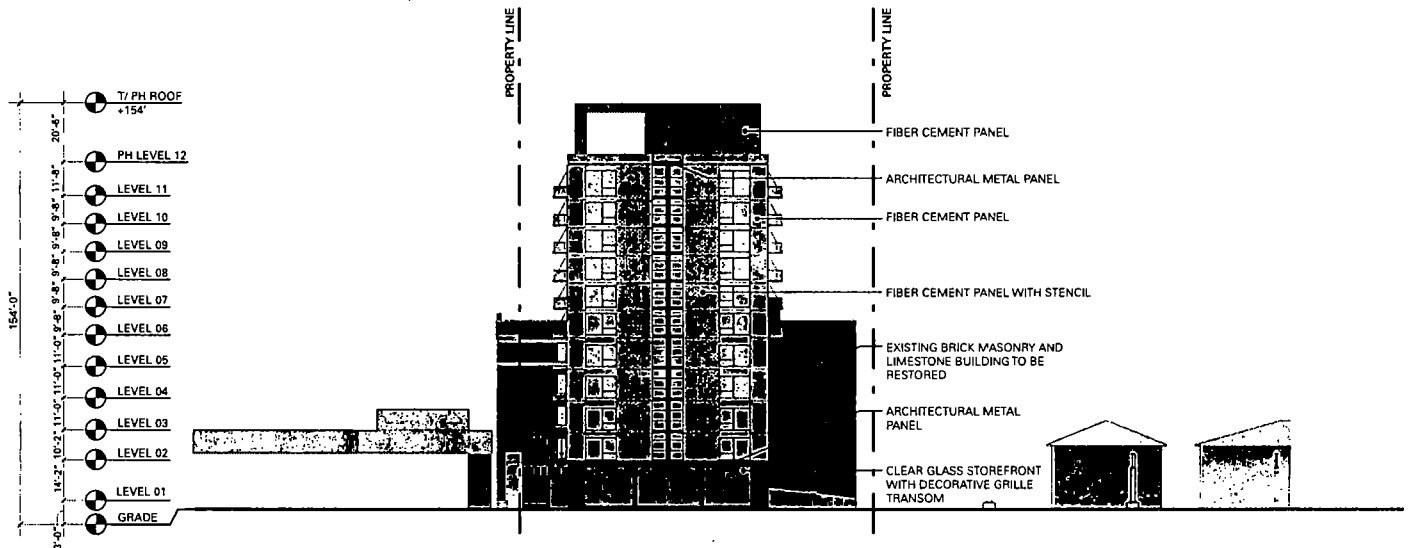 PROPERTY LINE
PROPERTY LINE
T/ PH ROOF
+154'
20'-6"
PH LEVEL 12
11'-8"
LEVEL 11
9'-8"
LEVEL 10
9'-8"
LEVEL 09
9'-8"
LEVEL 08
9'-8"
LEVEL 07
9'-8"
LEVEL 06
11'-0"
LEVEL 05
11'-0"
LEVEL 04
11'-0"
LEVEL 03
10'-2"
LEVEL 02
14'-2"
LEVEL 01
3'-0"
GRADE
154'-0"
FIBER CEMENT PANEL
ARCHITECTURAL METAL PANEL
FIBER CEMENT PANEL
FIBER CEMENT PANEL WITH STENCIL
EXISTING BRICK MASONRY AND
LIMESTONE BUILDING TO BE
RESTORED
ARCHITECTURAL METAL
PANEL
CLEAR GLASS STOREFRONT
WITH DECORATIVE GRILLE
TRANSOM